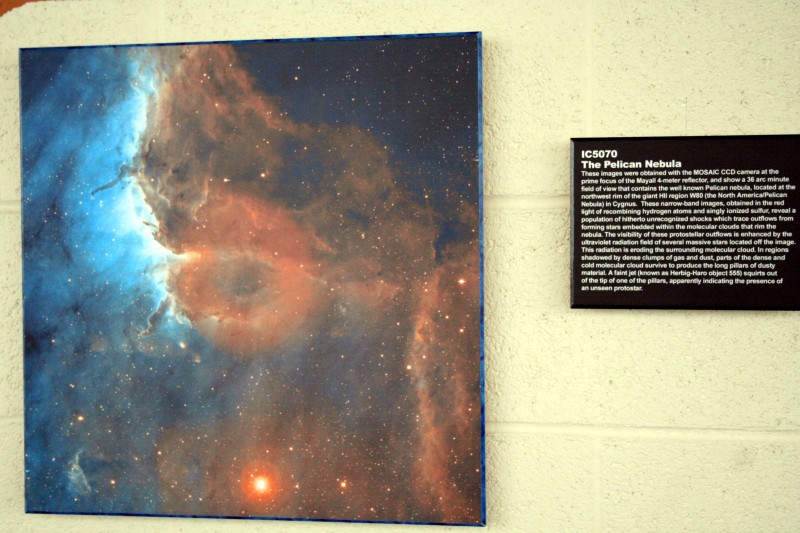 IC5070
The Pelican Nebula
These images were obtained with the MOSAIC CCD camera at the
prime focus of the Mayall 4-meter reflector, and show a 36 arc minute
field of view that contains the well known Pelican nebula, located at the
northwest rim of the giant HII region W80 (the North America/Pelican
Nebula) in Cygnus. These narrow-band images, obtained in the red
light of recombining hydrogen atoms and singly ionized sulfur, reveal a
population of hitherto unrecognized shocks which trace outflows from
forming stars embedded within the molecular clouds that rim the
nebula. The visibility of these protostellar outflows is enhanced by the
ultraviolet radiation field of several massive stars located off the image.
This radiation is eroding the surrounding molecular cloud. In regions
shadowed by dense clumps of gas and dust, parts of the dense and
cold molecular cloud survive to produce the long pillars of dusty
material. A faint jet (known as Herbig-Haro object 555) squirts out
of the tip of one of the pillars, apparently indicating the presence of
an unseen protostar.